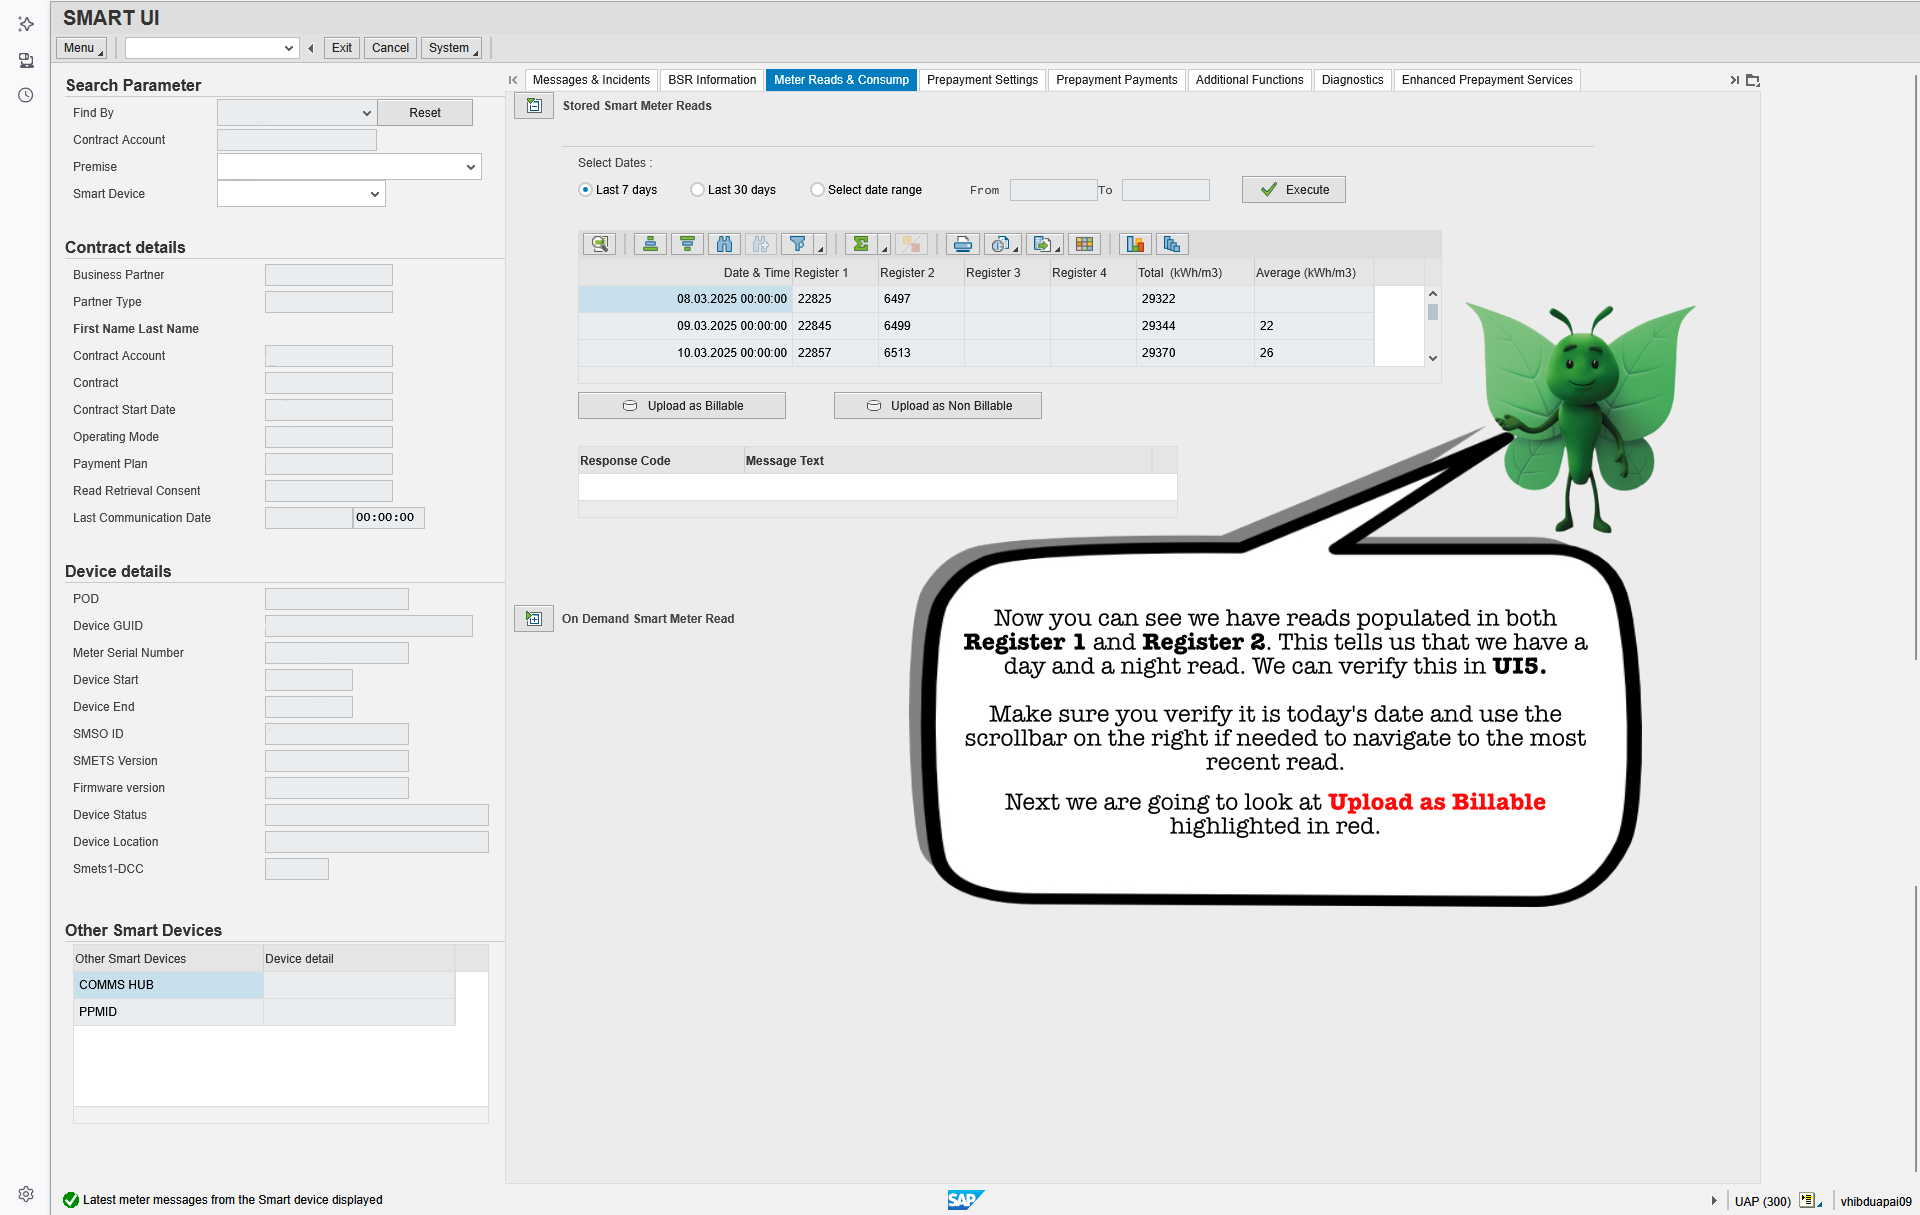 SMART UI
Menu
Exit
Cancel
System
Search Parameter
Find By
Reset
Contract Account
Premise
Smart Device
Contract details
Business Partner
Partner Type
First Name Last Name
Contract Account
Contract
Contract Start Date
Operating Mode
Payment Plan
Read Retrieval Consent
Last Communication Date 00:00:00
Device details
POD
Device GUID
Meter Serial Number
Device Start
Device End
SMSO ID
SMETS Version
Firmware version
Device Status
Device Location
Smets1-DCC
Other Smart Devices
Other Smart Devices Device detail
COMMS HUB
PPMID
Messages & Incidents BSR Information Meter Reads & Consump Prepayment Settings Prepayment Payments Additional Functions Diagnostics Enhanced Prepayment Services
Stored Smart Meter Reads
Select Dates :
Last 7 days Last 30 days Select date range From To Execute
Date & Time Register 1 Register 2 Register 3 Register 4 Total (kWh/m3) Average (kWh/m3)
08.03.2025 00:00:00 22825 6497 29322
09.03.2025 00:00:00 22845 6499 29344 22
10.03.2025 00:00:00 22857 6513 29370 26
Upload as Billable Upload as Non Billable
Response Code Message Text
On Demand Smart Meter Read
Now you can see we have reads populated in both
Register 1 and Register 2. This tells us that we have a
day and a night read. We can verify this in UI5.
Make sure you verify it is today's date and use the
scrollbar on the right if needed to navigate to the most
recent read.
Next we are going to look at Upload as Billable
highlighted in red.
Latest meter messages from the Smart device displayed
SAP
UAP (300)
vhibduapai09